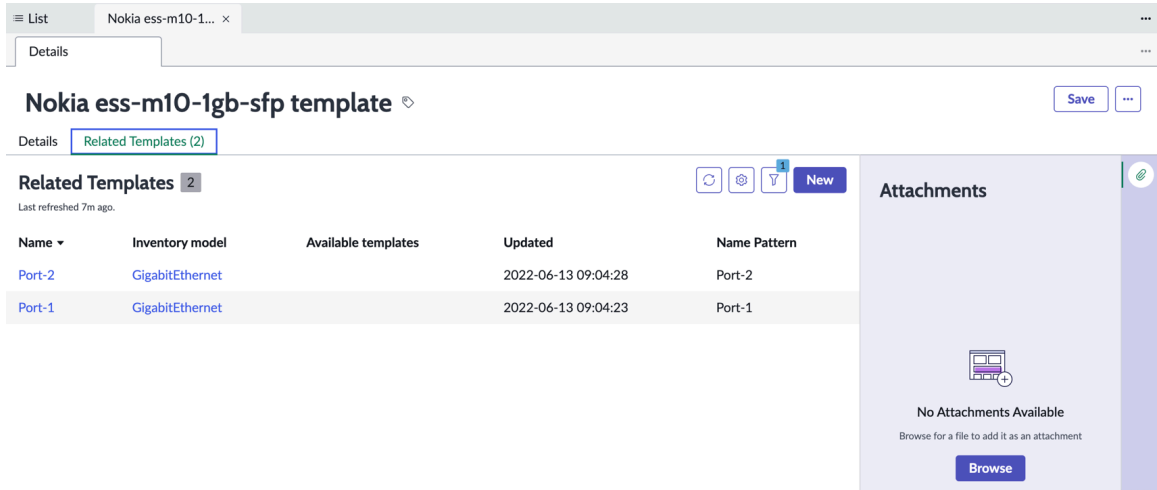 List
Nokia ess-m10-1... ×
Details
Nokia ess-m10-1gb-sfp template
Save
Details
Related Templates (2)
Related Templates 2
Last refreshed 7m ago.
1
New
Name
Inventory model
Available templates
Updated
Name Pattern
Port-2
GigabitEthernet
2022-06-13 09:04:28
Port-2
Port-1
GigabitEthernet
2022-06-13 09:04:23
Port-1
Attachments
No Attachments Available
Browse for a file to add it as an attachment
Browse